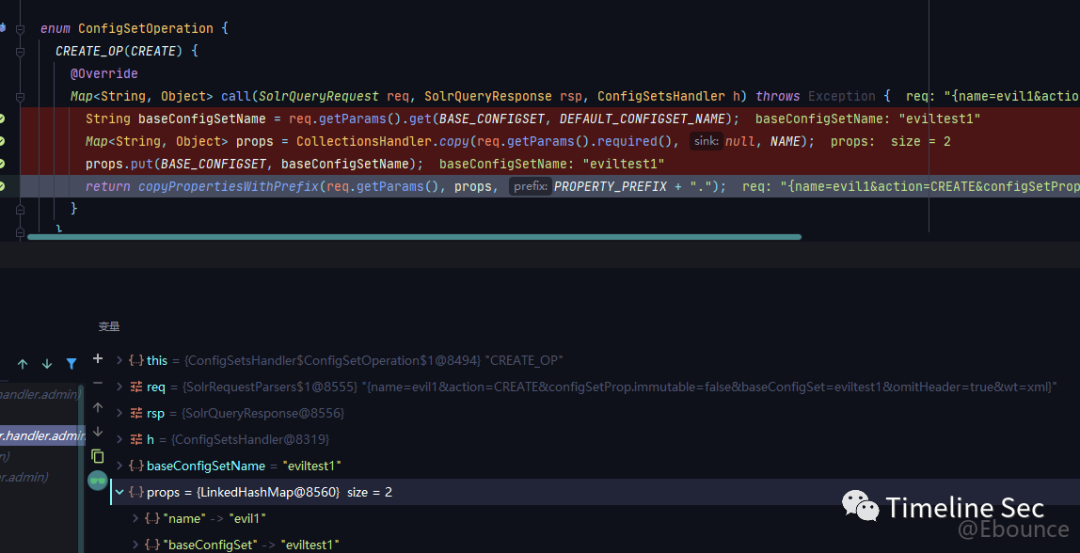 enum ConfigSetOperation {
CREATE_OP(CREATE) {
@Override
Map<String, Object> call(SolrQueryRequest req, SolrQueryResponse rsp, ConfigSetsHandler h) throws Exception {  req: "{name=evil1&action
String baseConfigSetName = req.getParams().get(BASE_CONFIGSET, DEFAULT_CONFIGSET_NAME);  baseConfigSetName: "eviltest1"
Map<String, Object> props = CollectionsHandler.copy(req.getParams().required(), sink: null, NAME);  props:  size = 2
props.put(BASE_CONFIGSET, baseConfigSetName);  baseConfigSetName: "eviltest1"
return copyPropertiesWithPrefix(req.getParams(), props, prefix: PROPERTY_PREFIX + ".");  req: "{name=evil1&action=CREATE&configSetProp
}
}
变量
this = {ConfigSetsHandler$ConfigSetOperation$1@8494} "CREATE_OP"
handler.admin) req = {SolrRequestParsers$1@8555} "{name=evil1&action=CREATE&configSetProp.immutable=false&baseConfigSet=eviltest1&omitHeader=true&wt=xml}"
rsp = {SolrQueryResponse@8556}
r.handler.admin h = {ConfigSetsHandler@8319}
n) baseConfigSetName = "eviltest1"
er.admin) props = {LinkedHashMap@8560}  size = 2
"name" -> "evil1"
"baseConfigSet" -> "eviltest1"
Timeline Sec
@Ebounce